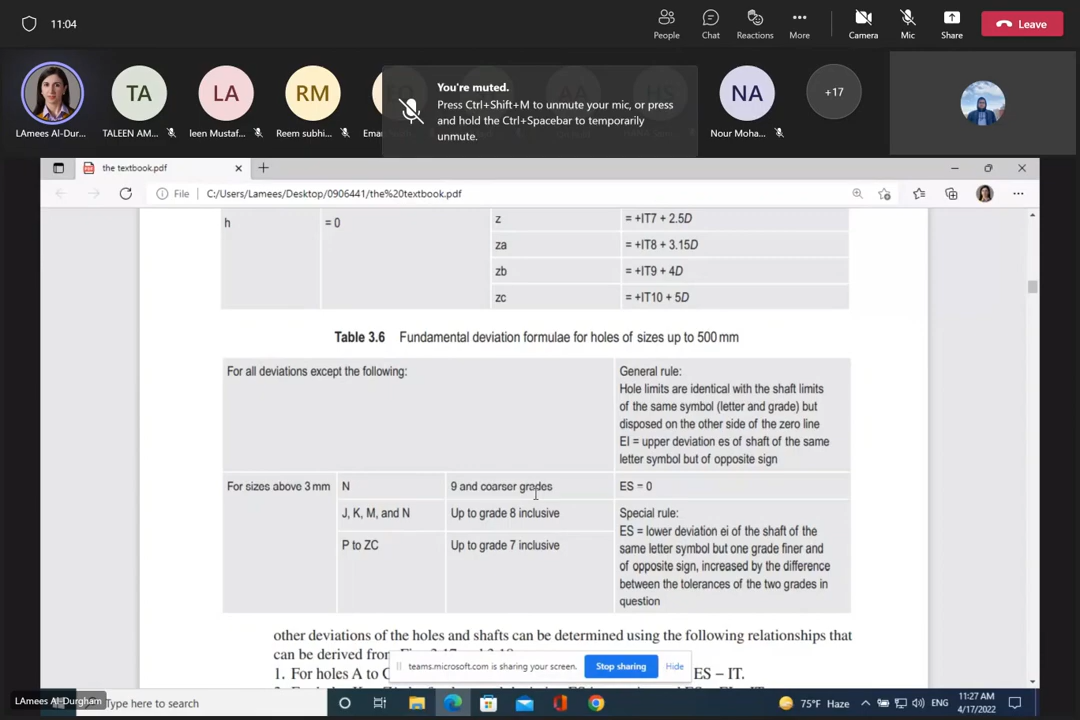 11:04
People
Chat
Reactions
More
Camera
Mic
Share
Leave
You're muted.
Press Ctrl+Shift+M to unmute your mic, or press
and hold the Ctrl+Spacebar to temporarily
unmute.
TA
LA
RM
NA
+17
LAmees Al-Dur...
TALEEN AM...
leen Mustaf...
Reem subhi...
Nour Moha...
the textbook.pdf
File
C:/Users/Lamees/Desktop/0906441/the%20textbook.pdf
h
= 0
z
= +IT7 + 2.5D
za
= +IT8 + 3.15D
zb
= +IT9 + 4D
zc
= +IT10 + 5D
Table 3.6 Fundamental deviation formulae for holes of sizes up to 500 mm
For all deviations except the following:
General rule:
Hole limits are identical with the shaft limits
of the same symbol (letter and grade) but
disposed on the other side of the zero line
EI = upper deviation es of shaft of the same
letter symbol but of opposite sign
For sizes above 3 mm
N
9 and coarser grades
ES = 0
J, K, M, and N
Up to grade 8 inclusive
Special rule:
ES = lower deviation ei of the shaft of the
same letter symbol but one grade finer and
of opposite sign, increased by the difference
between the tolerances of the two grades in
question
P to ZC
Up to grade 7 inclusive
other deviations of the holes and shafts can be determined using the following relationships that
can be derived from
1. For holes A to
ES − IT.
teams.microsoft.com is sharing your screen.
Stop sharing
Hide
LAmees Al-Durgham
Type here to search
75°F Haze
ENG
11:27 AM
4/17/2022